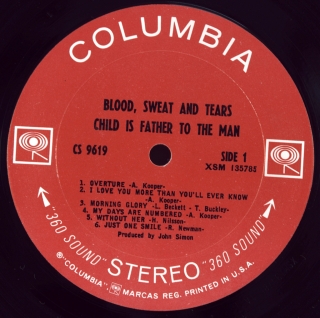 COLUMBIA
BLOOD, SWEAT AND TEARS
CHILD IS FATHER TO THE MAN
CS 9619
SIDE 1
XSM 135785
1. OVERTURE -A. Kooper-
2. I LOVE YOU MORE THAN YOU'LL EVER KNOW
-A. Kooper-
3. MORNING GLORY -L. Beckett - T. Buckley-
4. MY DAYS ARE NUMBERED -A. Kooper-
5. WITHOUT HER -H. Nilsson-
6. JUST ONE SMILE -R. Newman-
Produced by John Simon
"360 SOUND" STEREO "360 SOUND"
®"COLUMBIA", MARCAS REG. PRINTED IN U.S.A.